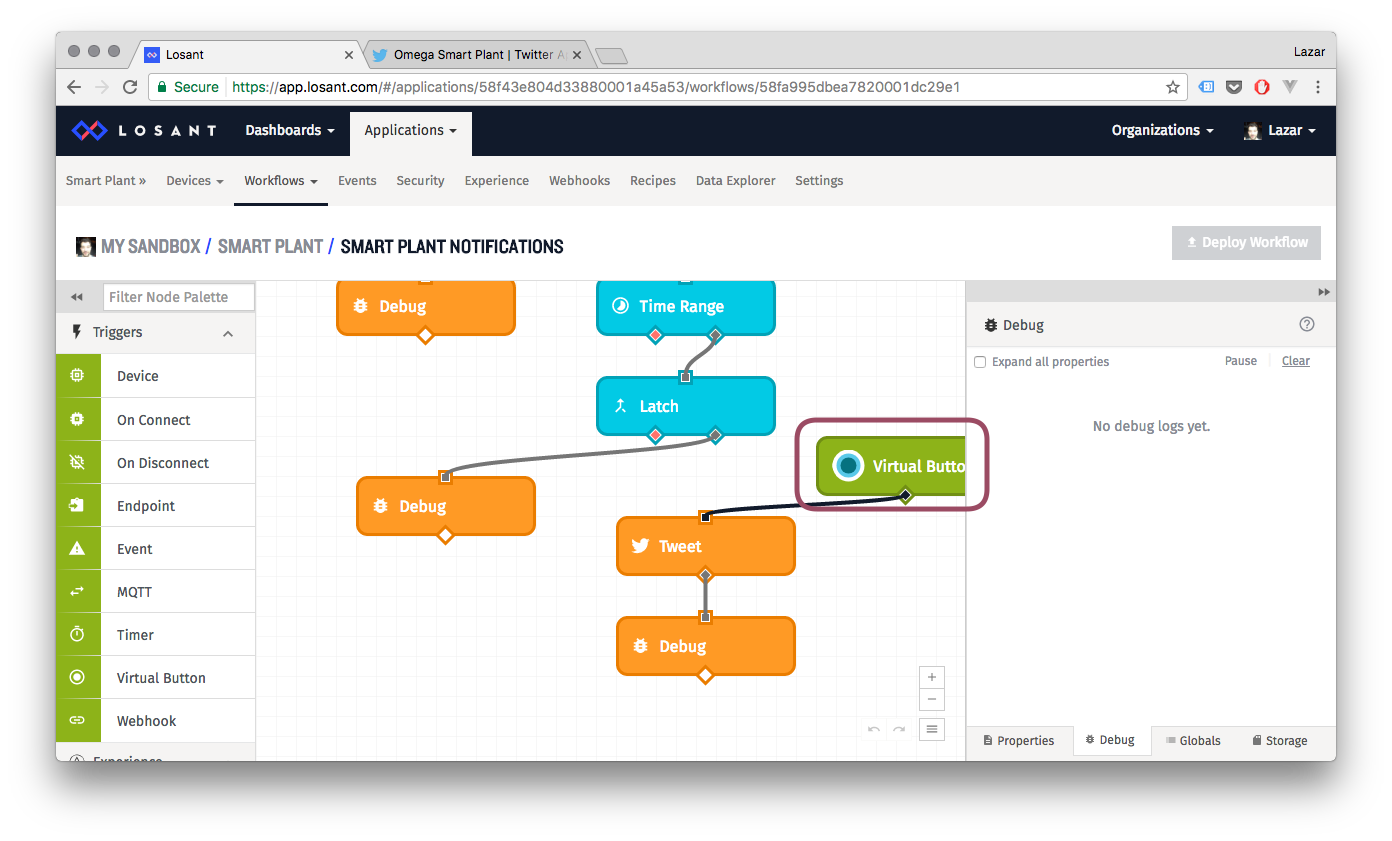 Losant
Omega Smart Plant | Twitter A
Lazar
Secure https://app.losant.com/#/applications/58f43e804d33880001a45a53/workflows/58fa995dbea7820001dc29e1
LOSANT Dashboards Applications Organizations Lazar
Smart Plant » Devices Workflows Events Security Experience Webhooks Recipes Data Explorer Settings
MY SANDBOX / SMART PLANT / SMART PLANT NOTIFICATIONS
Deploy Workflow
Filter Node Palette
Triggers
Device
On Connect
On Disconnect
Endpoint
Event
MQTT
Timer
Virtual Button
Webhook
Experience
Debug
Time Range
Latch
Virtual Butto
Debug
Tweet
Debug
Debug
Expand all properties Pause Clear
No debug logs yet.
Properties Debug Globals Storage